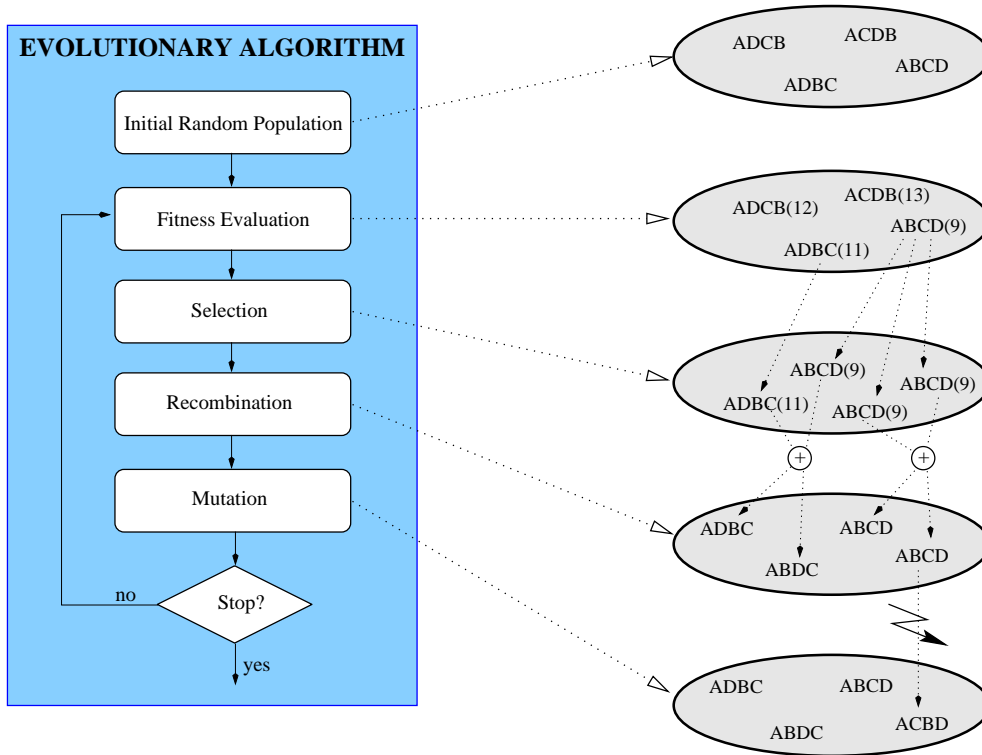 EVOLUTIONARY ALGORITHM
Initial Random Population
Fitness Evaluation
Selection
Recombination
Mutation
Stop?
no
yes
ADCB
ACDB
ABCD
ADBC
ADCB(12)
ACDB(13)
ABCD(9)
ADBC(11)
ABCD(9)
ABCD(9)
ADBC(11)
ABCD(9)
+
+
ADBC
ABCD
ABDC
ABCD
ADBC
ABCD
ABDC
ACBD